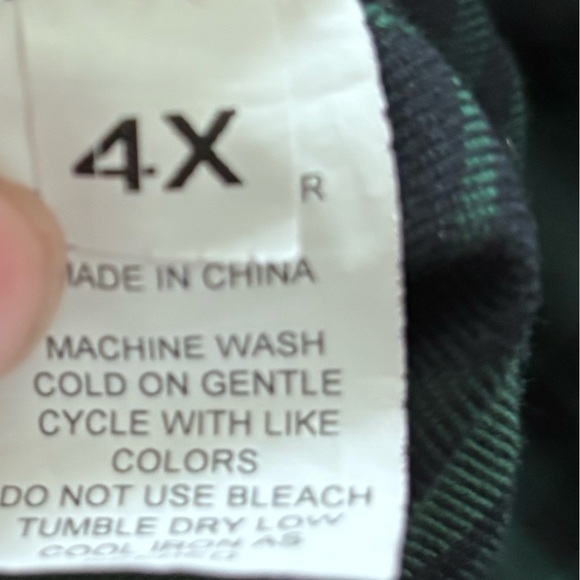 4X
R
MADE IN CHINA
MACHINE WASH
COLD ON GENTLE
CYCLE WITH LIKE
COLORS
DO NOT USE BLEACH
TUMBLE DRY LOW
COOL IRON AS